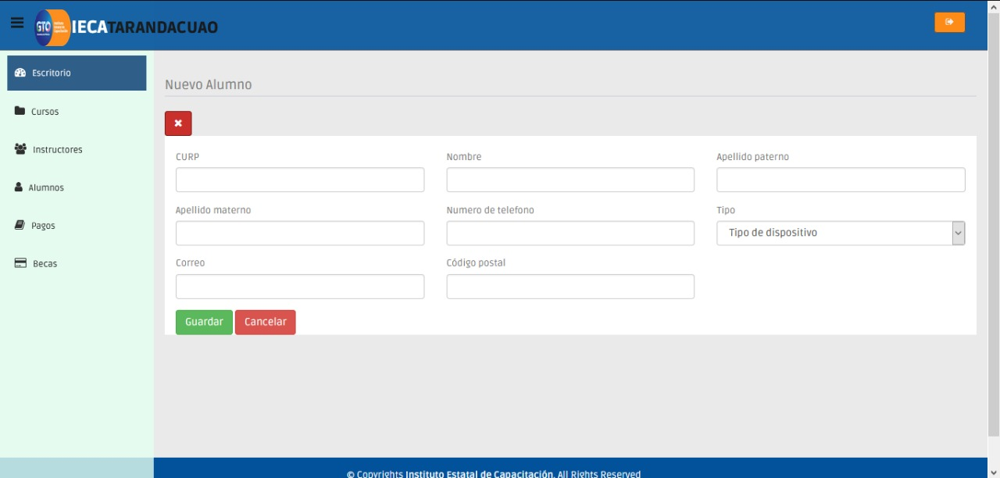 GTO
IECATARANDACUAO
Escritorio
Nuevo Alumno
Cursos
Instructores
CURP
Nombre
Apellido paterno
Alumnos
Apellido materno
Numero de telefono
Tipo
Pagos
Tipo de dispositivo
Becas
Correo
Código postal
Guardar
Cancelar
© Copyrights Instituto Estatal de Capacitación. All Rights Reserved